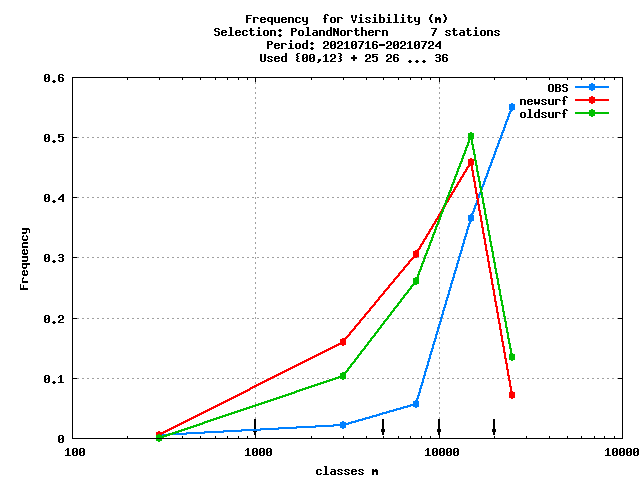 Frequency for Visibility (m)
Selection: PolandNorthern 7 stations
Period: 20210716-20210724
Used {00,12} + 25 26 ... 36
OBS
newsurf
oldsurf
0.6
0.5
0.4
0.3
0.2
0.1
0
Frequency
100 1000 10000 10000
classes m